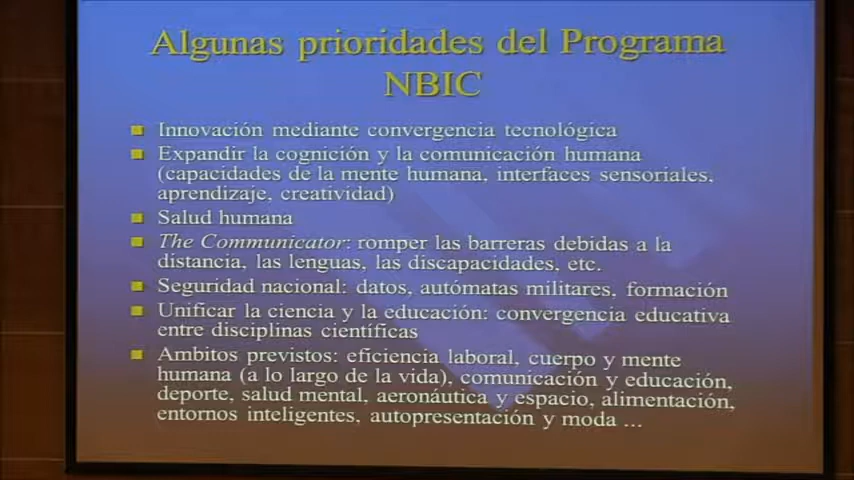 Algunas prioridades del Programa
NBIC
Innovación mediante convergencia tecnológica
Expandir la cognición y la comunicación humana
(capacidades de la mente humana, interfaces sensoriales,
aprendizaje, creatividad)
Salud humana
The Communicator: romper las barreras debidas a la
distancia, las lenguas, las discapacidades, etc.
Seguridad nacional: datos, autómatas militares, formación
Unificar la ciencia y la educación: convergencia educativa
entre disciplinas científicas
Ambitos previstos: eficiencia laboral, cuerpo y mente
humana (a lo largo de la vida), comunicación y educación,
deporte, salud mental, aeronáutica y espacio, alimentación,
entornos inteligentes, autopresentación y moda ...